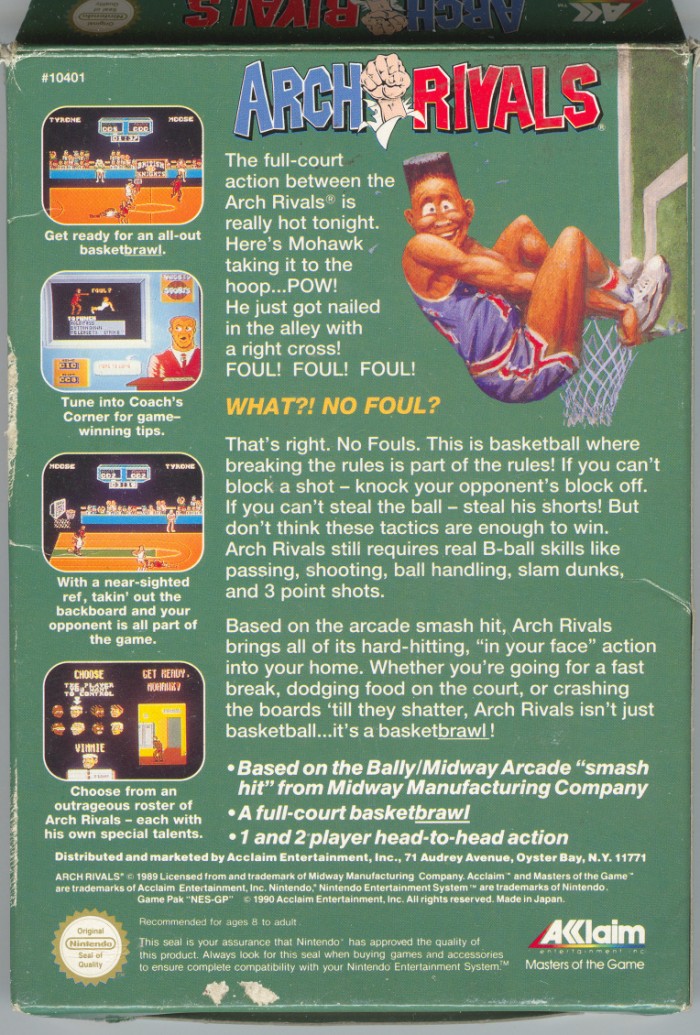 ARCH RIVALS
Original
Nintendo
Seal of
#10401
ARCH RIVALS®
TYRONE
MOOSE
Get ready for an all-out
basketbrawl.
FOUL?
Tune into Coach's
Corner for game–
winning tips.
MOOSE
TYRONE
With a near-sighted
ref, takin' out the
backboard and your
opponent is all part of
the game.
CHOOSE
THE PLAYER
YOU WANT
TO CONTROL
GET READY,
VINNIE
Choose from an
outrageous roster of
Arch Rivals – each with
his own special talents.
The full-court
action between the
Arch Rivals® is
really hot tonight.
Here's Mohawk
taking it to the
hoop...POW!
He just got nailed
in the alley with
a right cross!
FOUL! FOUL! FOUL!
WHAT?! NO FOUL?
That's right. No Fouls. This is basketball where
breaking the rules is part of the rules! If you can't
block a shot – knock your opponent's block off.
If you can't steal the ball – steal his shorts! But
don't think these tactics are enough to win.
Arch Rivals still requires real B-ball skills like
passing, shooting, ball handling, slam dunks,
and 3 point shots.
Based on the arcade smash hit, Arch Rivals
brings all of its hard-hitting, “in your face” action
into your home. Whether you're going for a fast
break, dodging food on the court, or crashing
the boards 'till they shatter, Arch Rivals isn't just
basketball...it's a basketbrawl!
•Based on the Bally/Midway Arcade “smash
hit” from Midway Manufacturing Company
•A full-court basketbrawl
•1 and 2 player head-to-head action
Distributed and marketed by Acclaim Entertainment, Inc., 71 Audrey Avenue, Oyster Bay, N.Y. 11771
ARCH RIVALS® © 1989 Licensed from and trademark of Midway Manufacturing Company. Acclaim™ and Masters of the Game™
are trademarks of Acclaim Entertainment, Inc. Nintendo,® Nintendo Entertainment System™ are trademarks of Nintendo.
Game Pak “NES-GP” © 1990 Acclaim Entertainment, Inc. All rights reserved. Made in Japan.
Recommended for ages 8 to adult.
This seal is your assurance that Nintendo® has approved the quality of
this product. Always look for this seal when buying games and accessories
to ensure complete compatibility with your Nintendo Entertainment System.™
Original
Nintendo
Seal of
Quality
AKKlaim
entertainment inc.
Masters of the Game